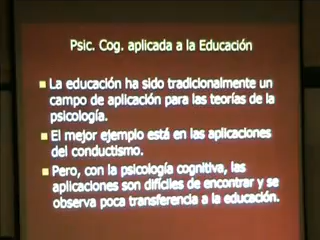 Psic. Cog. aplicada a la Educación
La educación ha sido tradicionalmente un
campo de aplicación para las teorías de la
psicología.
El mejor ejemplo está en las aplicaciones
del conductismo.
Pero, con la psicología cognitiva, las
aplicaciones son difíciles de encontrar y se
observa poca transferencia a la educación.